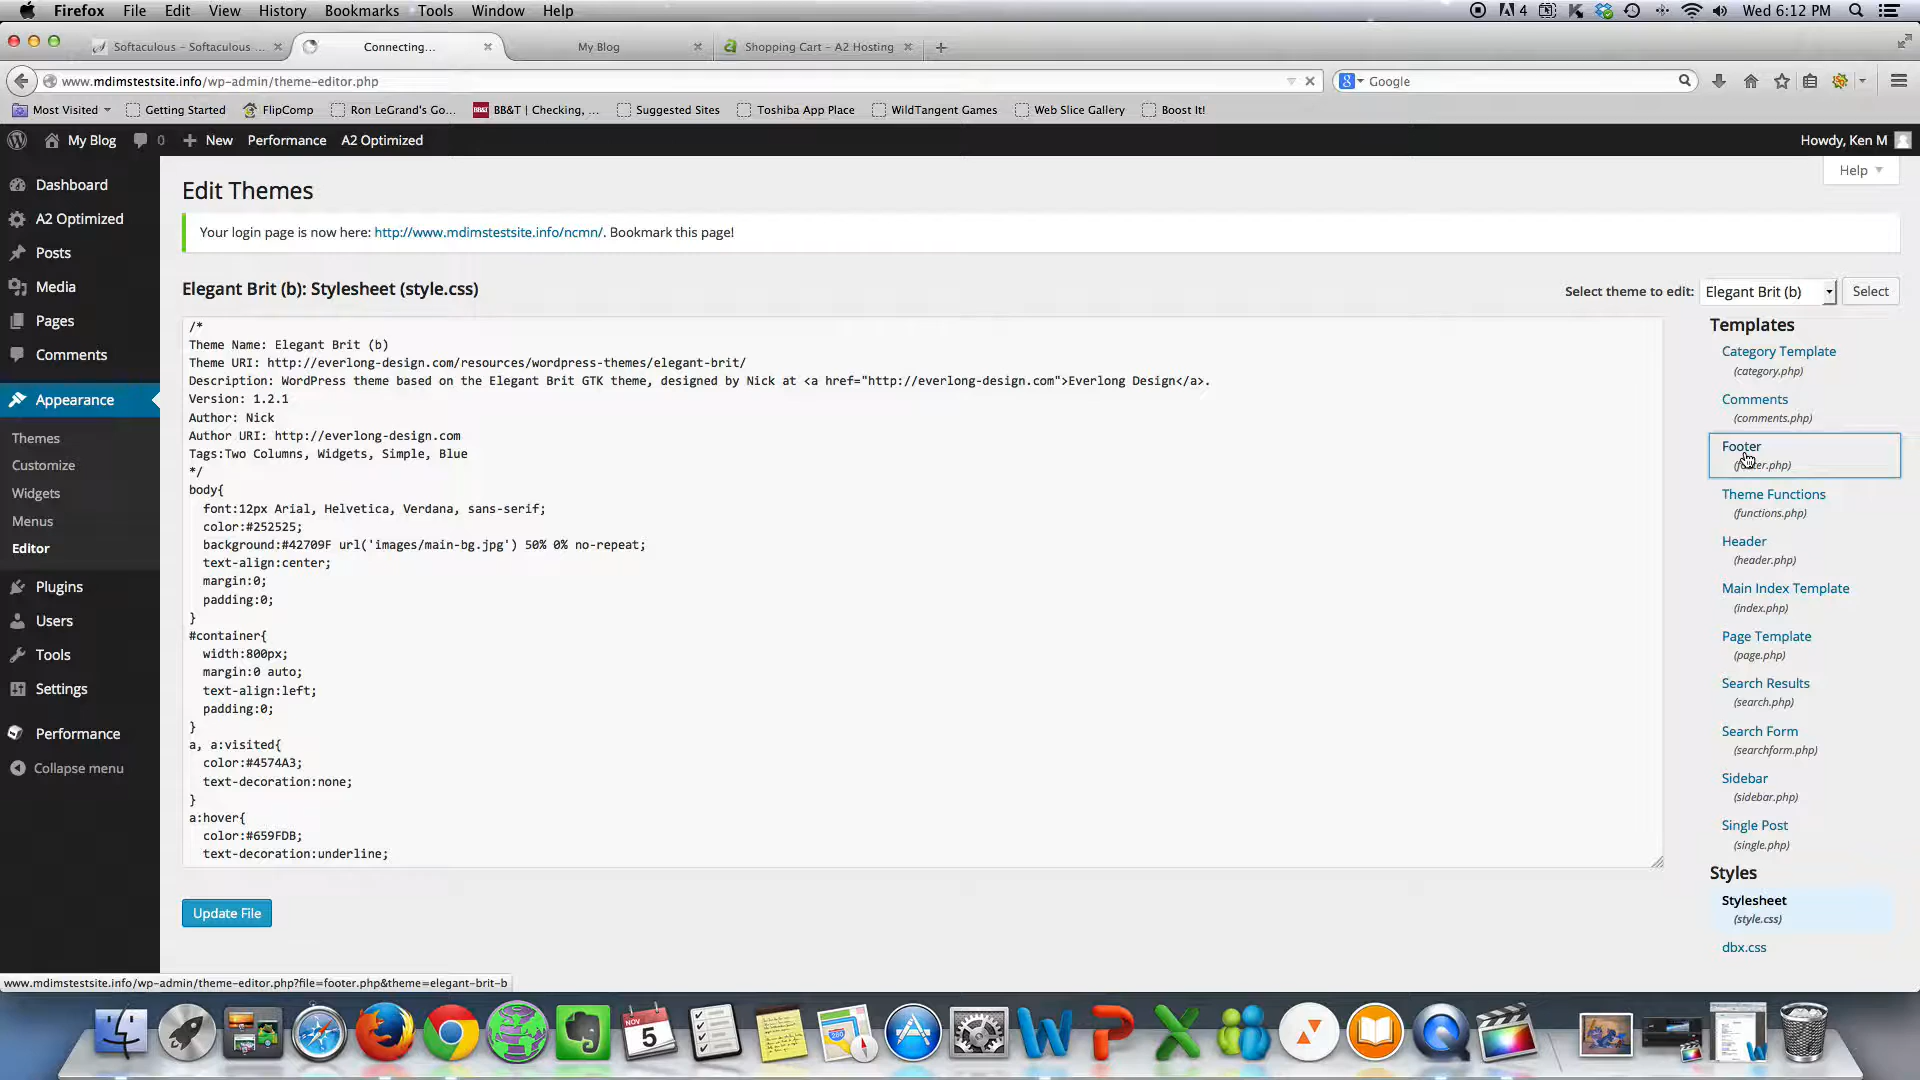 Firefox File Edit View History Bookmarks Tools Window Help 4 Wed 6:12 PM
Softaculous - Softaculous ... Connecting... My Blog Shopping Cart - A2 Hosting
www.mdimstestsite.info/wp-admin/theme-editor.php Google
Most Visited Getting Started FlipComp Ron LeGrand's Go... BB&T | Checking, ... Suggested Sites Toshiba App Place WildTangent Games Web Slice Gallery Boost It!
My Blog 0 New Performance A2 Optimized Howdy, Ken M
Help
Dashboard
A2 Optimized
Posts
Media
Pages
Comments
Appearance
Themes
Customize
Widgets
Menus
Editor
Plugins
Users
Tools
Settings
Performance
Collapse menu
Edit Themes
Your login page is now here: http://www.mdimstestsite.info/ncmn/. Bookmark this page!
Elegant Brit (b): Stylesheet (style.css)
Select theme to edit: Elegant Brit (b) Select
/*
Theme Name: Elegant Brit (b)
Theme URI: http://everlong-design.com/resources/wordpress-themes/elegant-brit/
Description: WordPress theme based on the Elegant Brit GTK theme, designed by Nick at <a href="http://everlong-design.com">Everlong Design</a>.
Version: 1.2.1
Author: Nick
Author URI: http://everlong-design.com
Tags:Two Columns, Widgets, Simple, Blue
*/
body{
font:12px Arial, Helvetica, Verdana, sans-serif;
color:#252525;
background:#42709F url('images/main-bg.jpg') 50% 0% no-repeat;
text-align:center;
margin:0;
padding:0;
}
#container{
width:800px;
margin:0 auto;
text-align:left;
padding:0;
}
a, a:visited{
color:#4574A3;
text-decoration:none;
}
a:hover{
color:#659FDB;
text-decoration:underline;
Update File
Templates
Category Template
(category.php)
Comments
(comments.php)
Footer
(footer.php)
Theme Functions
(functions.php)
Header
(header.php)
Main Index Template
(index.php)
Page Template
(page.php)
Search Results
(search.php)
Search Form
(searchform.php)
Sidebar
(sidebar.php)
Single Post
(single.php)
Styles
Stylesheet
(style.css)
dbx.css
www.mdimstestsite.info/wp-admin/theme-editor.php?file=footer.php&theme=elegant-brit-b
NOV
5